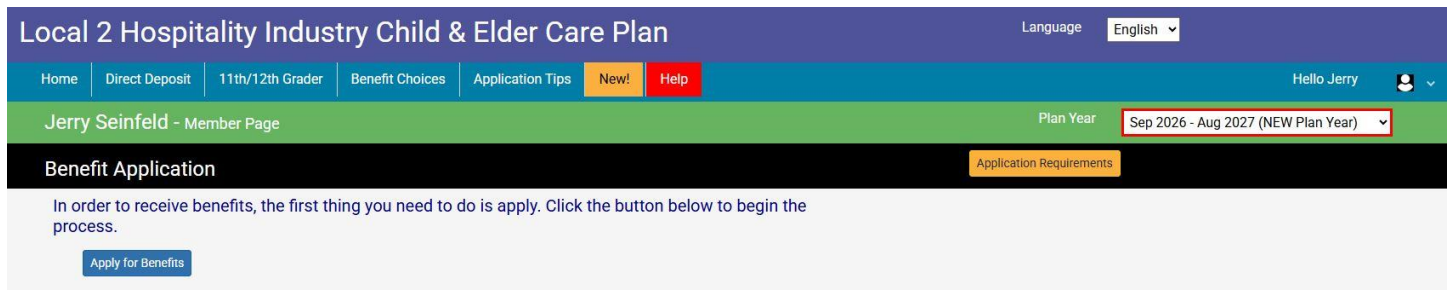 Local 2 Hospitality Industry Child & Elder Care Plan Language English
Home Direct Deposit 11th/12th Grader Benefit Choices Application Tips New! Help Hello Jerry
Jerry Seinfeld - Member Page Plan Year Sep 2026 - Aug 2027 (NEW Plan Year)
Benefit Application Application Requirements
In order to receive benefits, the first thing you need to do is apply. Click the button below to begin the
process.
Apply for Benefits